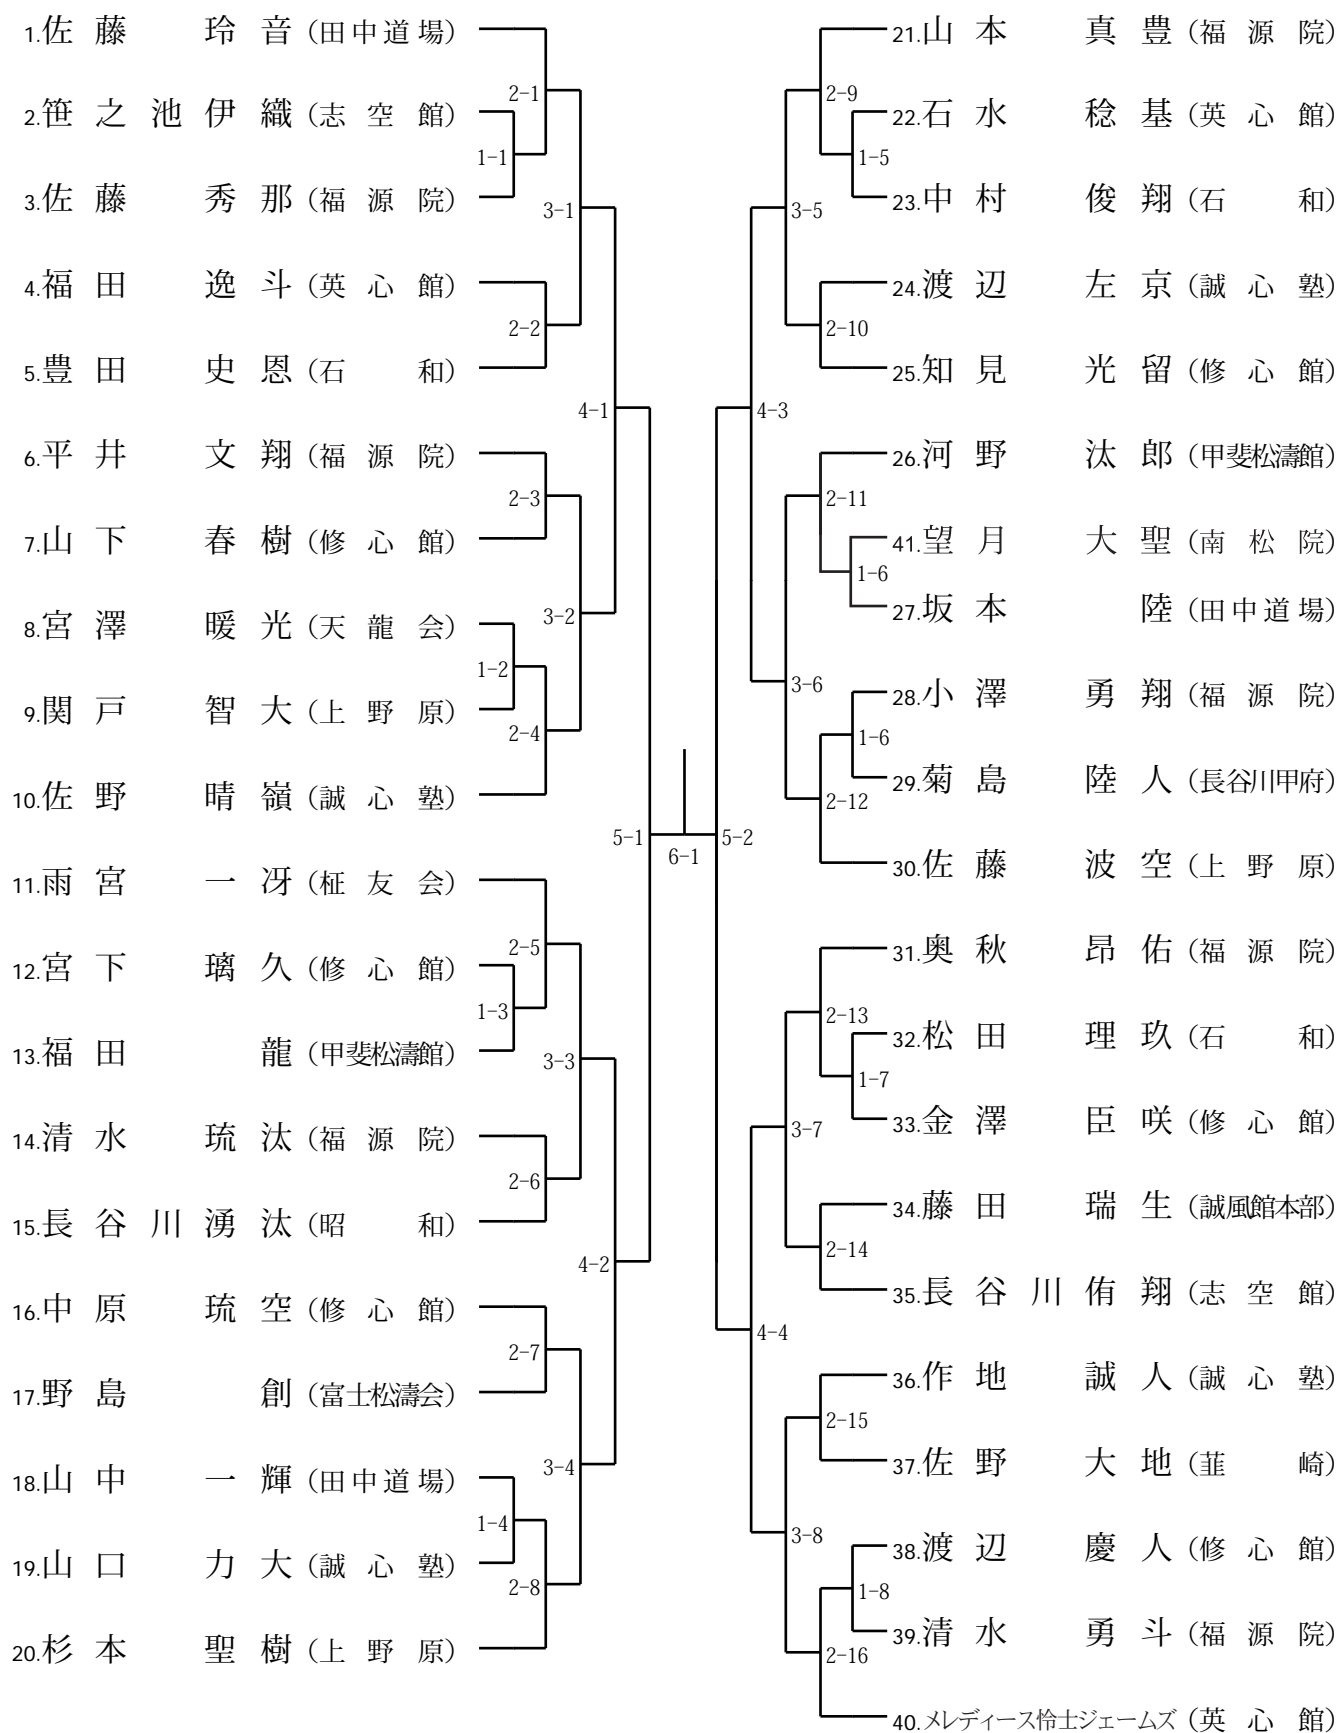 1.佐藤 玲音(田中道場)
2-1
2.笹之池伊織(志空館)
1-1
3.佐藤 秀那(福源院)
3-1
4.福田 逸斗(英心館)
2-2
5.豊田 史恩(石和)
4-1
6.平井 文翔(福源院)
2-3
7.山下 春樹(修心館)
3-2
8.宮澤 暖光(天龍会)
1-2
9.関戸 智大(上野原)
2-4
10.佐野 晴嶺(誠心塾)
5-1
6-1
11.雨宮 一冴(柾友会)
2-5
12.宮下 璃久(修心館)
1-3
13.福田 龍(甲斐松濤館)
3-3
14.清水 琉汰(福源院)
2-6
15.長谷川湧汰(昭和)
4-2
16.中原 琉空(修心館)
2-7
17.野島 創(富士松濤会)
3-4
18.山中 一輝(田中道場)
1-4
19.山口 力大(誠心塾)
2-8
20.杉本 聖樹(上野原)
21.山本 真豊(福源院)
2-9
22.石水 稔基(英心館)
1-5
23.中村 俊翔(石和)
3-5
24.渡辺 左京(誠心塾)
2-10
25.知見 光留(修心館)
4-3
26.河野 汰郎(甲斐松濤館)
2-11
41.望月 大聖(南松院)
1-6
27.坂本 陸(田中道場)
3-6
28.小澤 勇翔(福源院)
1-6
29.菊島 陸人(長谷川甲府)
2-12
5-2
30.佐藤 波空(上野原)
31.奥秋 昂佑(福源院)
2-13
32.松田 理玖(石和)
1-7
33.金澤 臣咲(修心館)
3-7
34.藤田 瑞生(誠風館本部)
2-14
35.長谷川侑翔(志空館)
4-4
36.作地 誠人(誠心塾)
2-15
37.佐野 大地(韮崎)
3-8
38.渡辺 慶人(修心館)
1-8
39.清水 勇斗(福源院)
2-16
40.メレディース怜士ジェームズ(英心館)